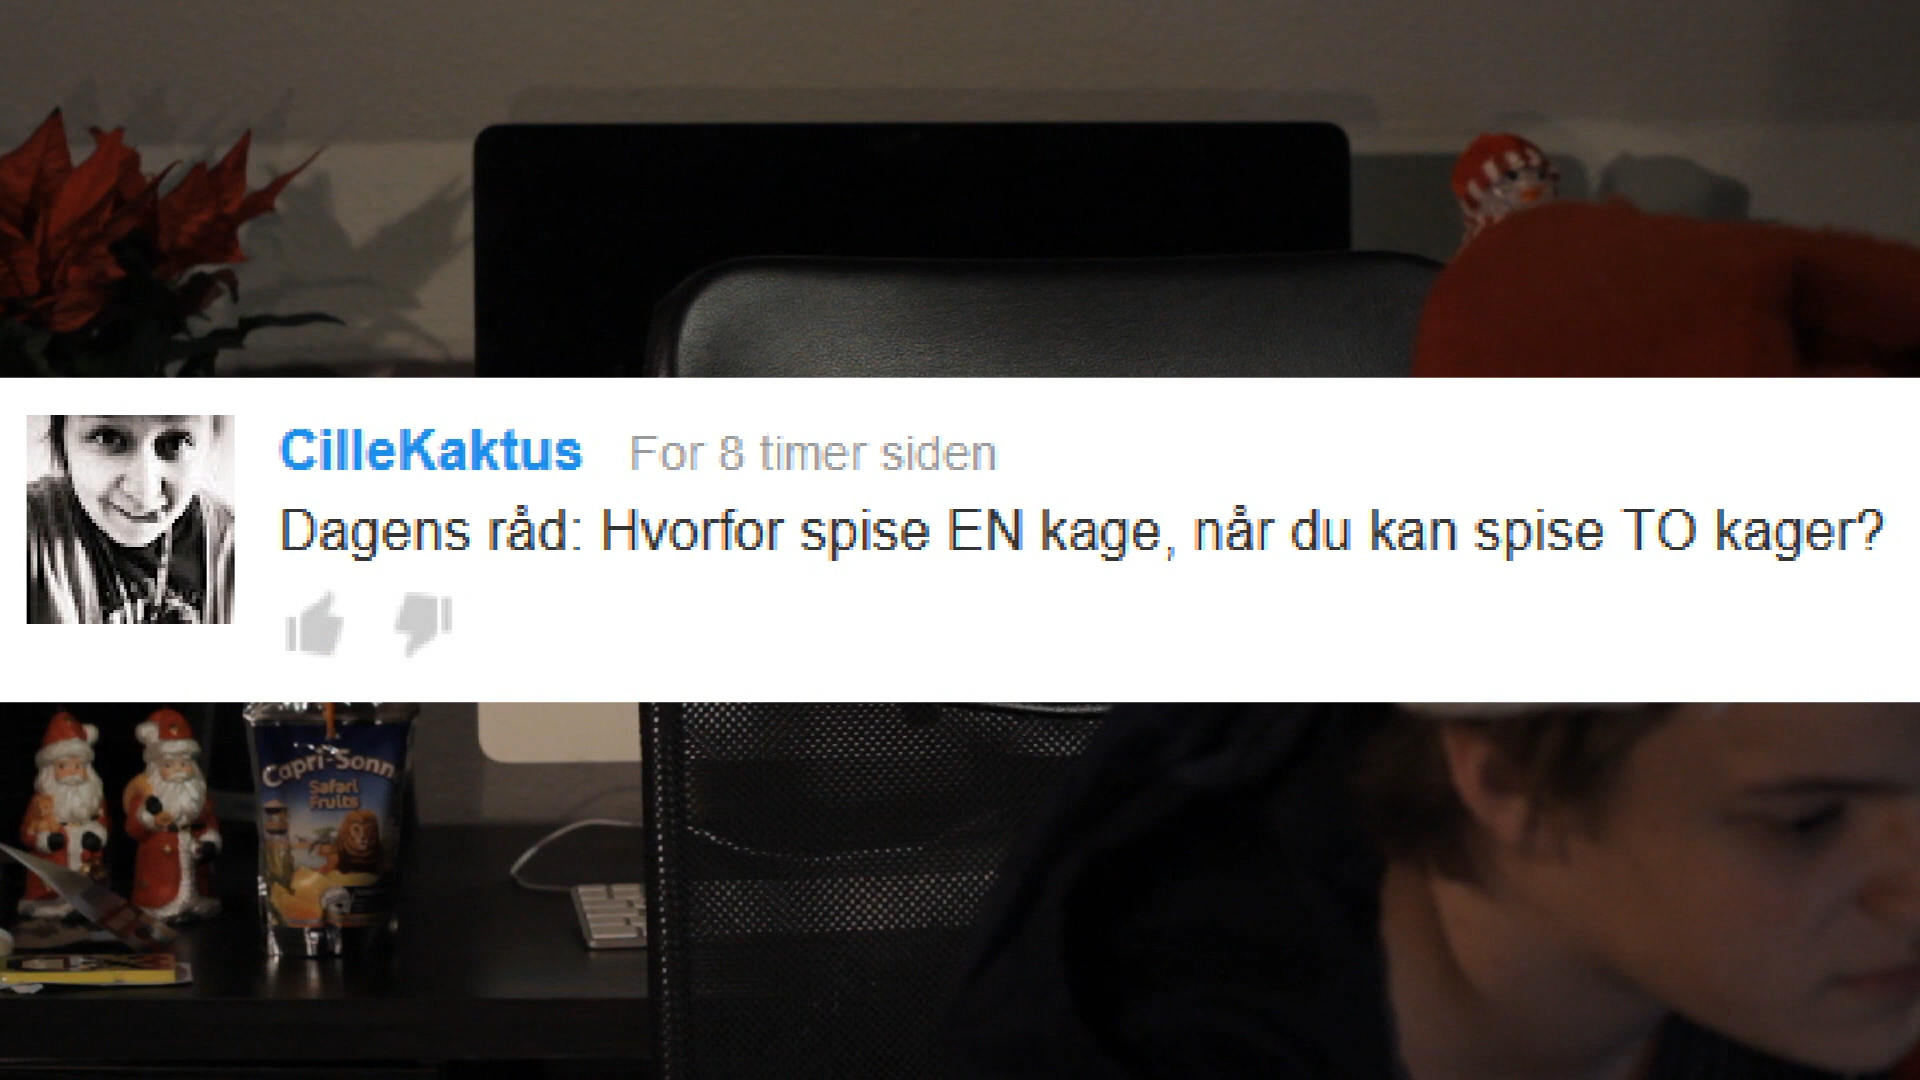 CilleKaktus For 8 timer siden
Dagens råd: Hvorfor spise EN kage, når du kan spise TO kager?
Capri-Sonn
Safari
Fruits